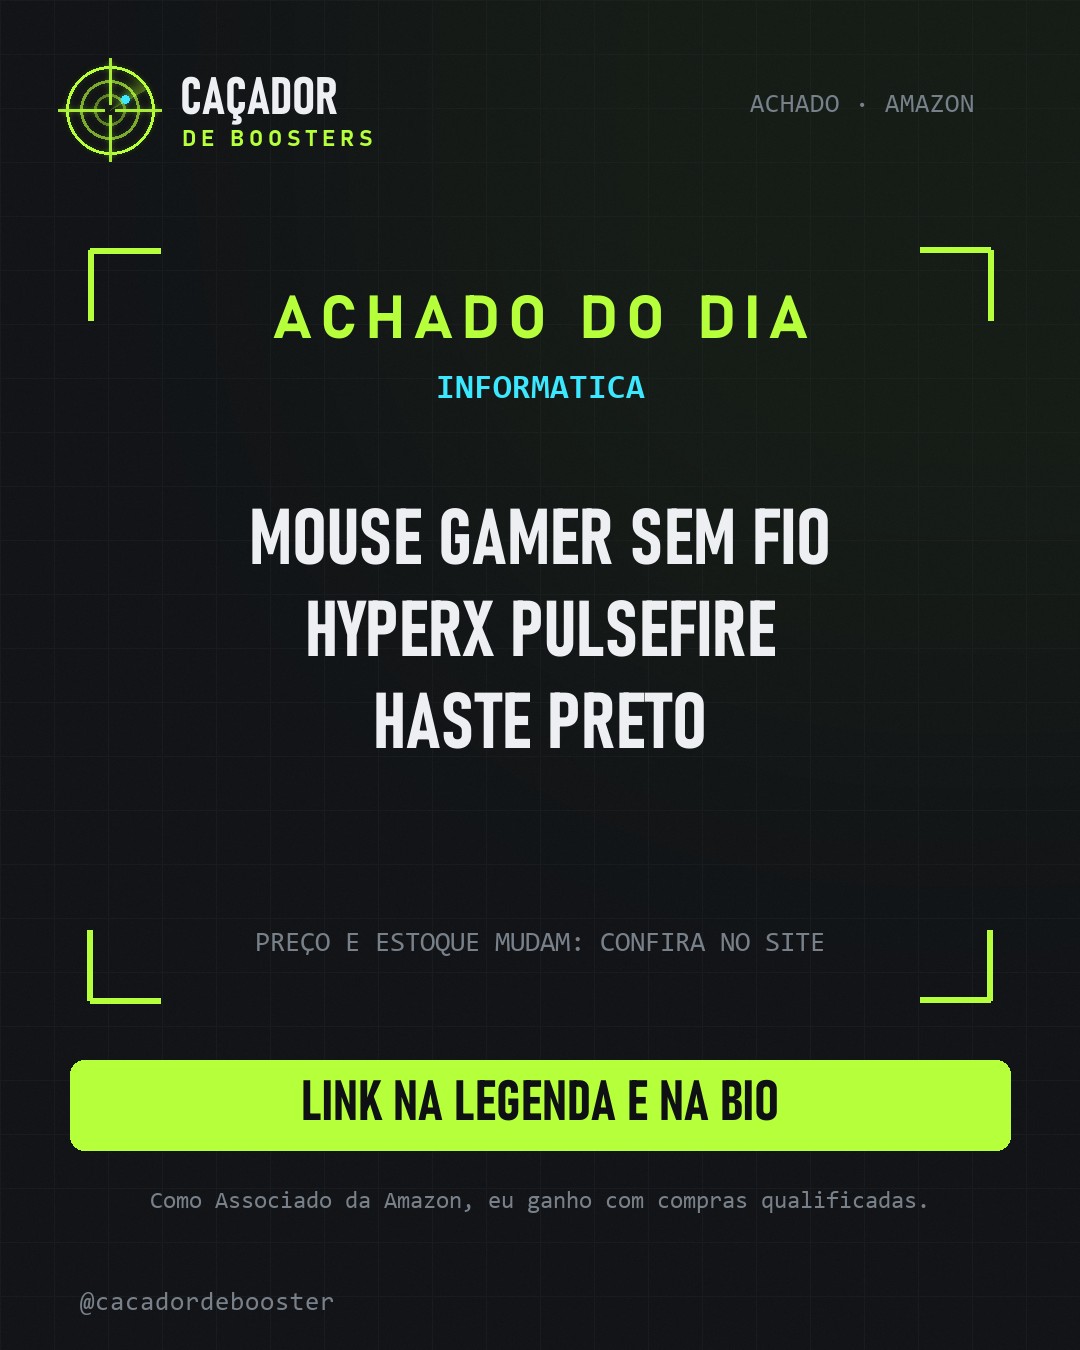 CAÇADOR
DE BOOSTERS
ACHADO · AMAZON
ACHADO DO DIA
INFORMATICA
MOUSE GAMER SEM FIO
HYPERX PULSEFIRE
HASTE PRETO
PREÇO E ESTOQUE MUDAM: CONFIRA NO SITE
LINK NA LEGENDA E NA BIO
Como Associado da Amazon, eu ganho com compras qualificadas.
@cacadordebooster